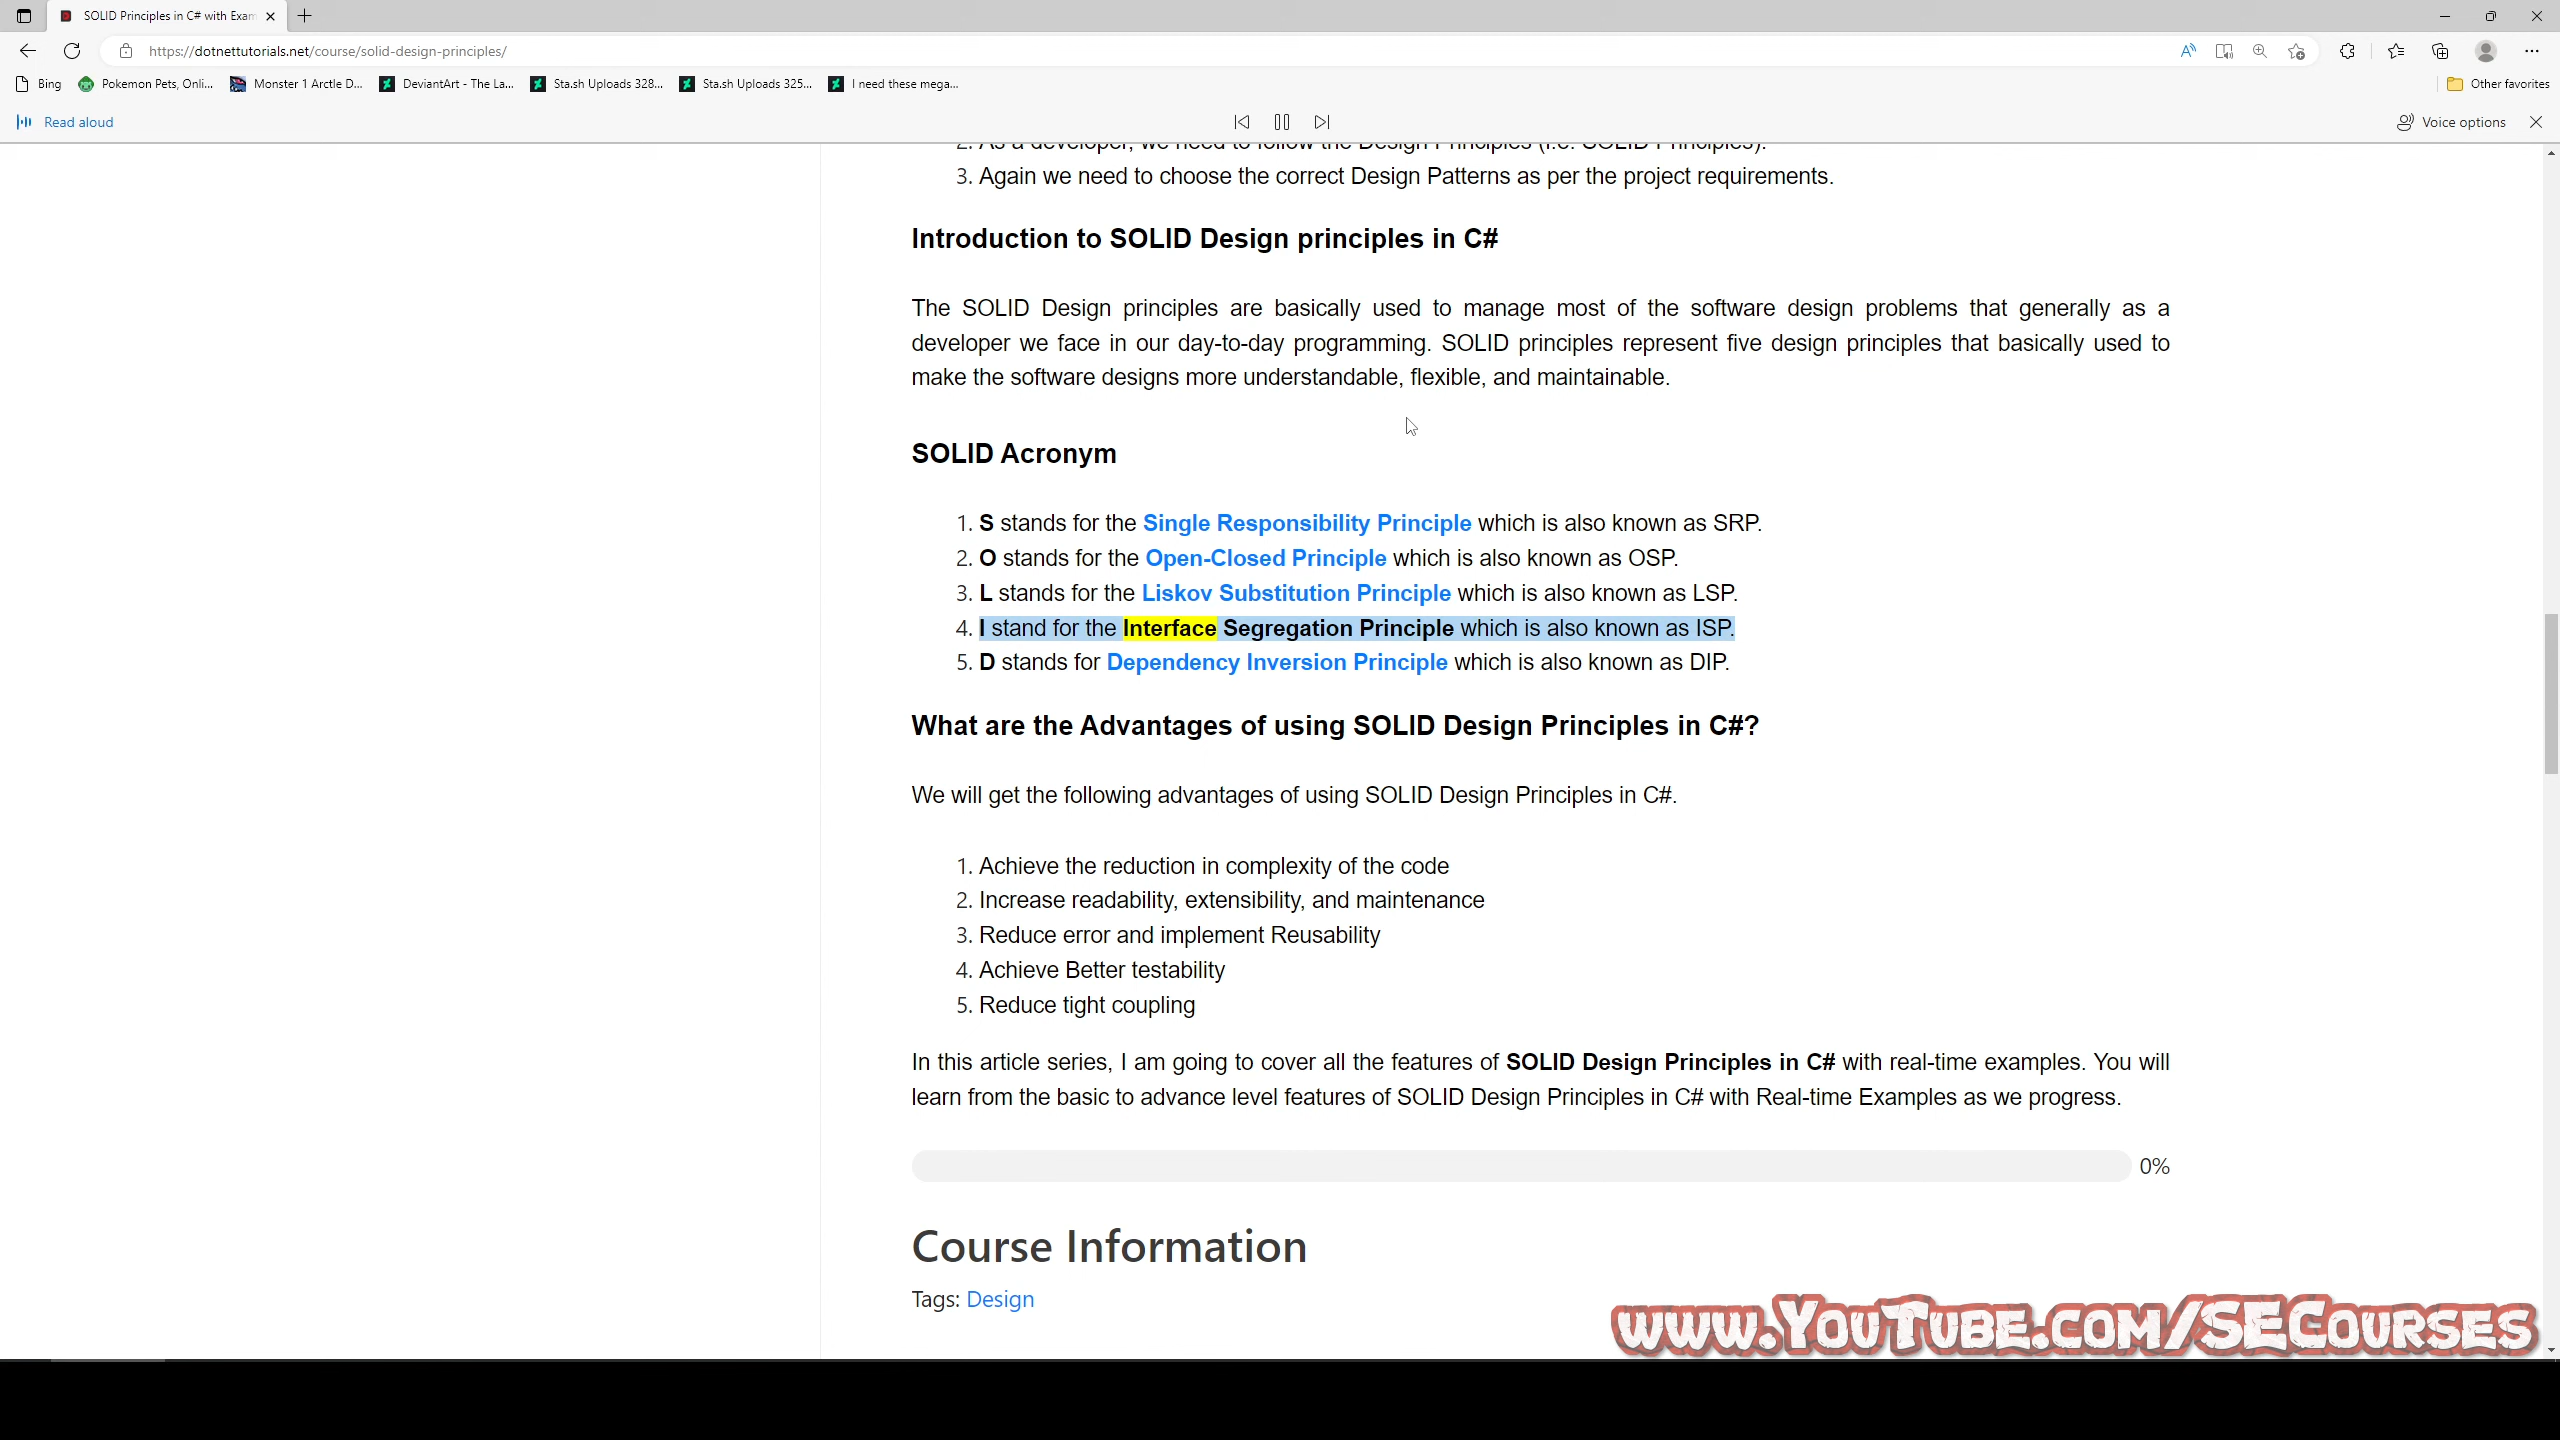 SOLID Principles in C# with Exam
https://dotnettutorials.net/course/solid-design-principles/
Bing
Pokemon Pets, Onli...
Monster 1 Arctle D...
DeviantArt - The La...
Sta.sh Uploads 328...
Sta.sh Uploads 325...
I need these mega...
Other favorites
Read aloud
Voice options
2. As a developer, we need to follow the Design Principles (i.e. SOLID Principles).
3. Again we need to choose the correct Design Patterns as per the project requirements.
Introduction to SOLID Design principles in C#
The SOLID Design principles are basically used to manage most of the software design problems that generally as a
developer we face in our day-to-day programming. SOLID principles represent five design principles that basically used to
make the software designs more understandable, flexible, and maintainable.
SOLID Acronym
1. S stands for the Single Responsibility Principle which is also known as SRP.
2. O stands for the Open-Closed Principle which is also known as OSP.
3. L stands for the Liskov Substitution Principle which is also known as LSP.
4. I stand for the Interface Segregation Principle which is also known as ISP.
5. D stands for Dependency Inversion Principle which is also known as DIP.
What are the Advantages of using SOLID Design Principles in C#?
We will get the following advantages of using SOLID Design Principles in C#.
1. Achieve the reduction in complexity of the code
2. Increase readability, extensibility, and maintenance
3. Reduce error and implement Reusability
4. Achieve Better testability
5. Reduce tight coupling
In this article series, I am going to cover all the features of SOLID Design Principles in C# with real-time examples. You will
learn from the basic to advance level features of SOLID Design Principles in C# with Real-time Examples as we progress.
0%
Course Information
Tags: Design
www.YouTube.com/SECourses